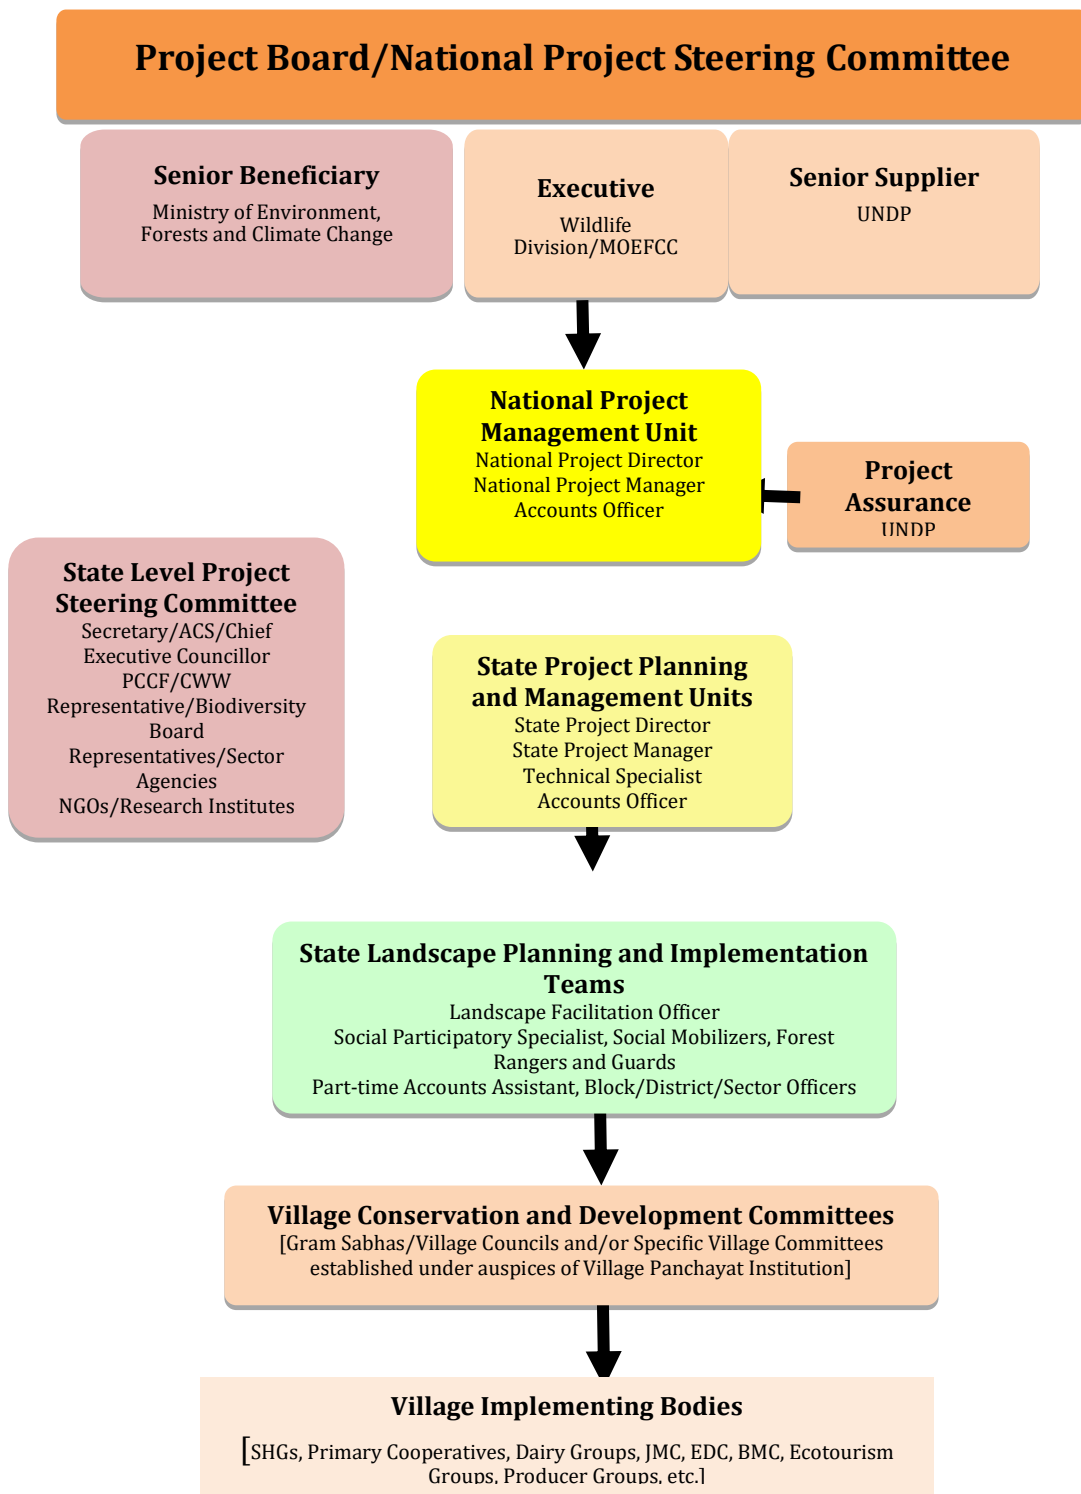 Project Board/National Project Steering Committee
Senior Beneficiary
Ministry of Environment,
Forests and Climate Change
Executive
Wildlife
Division/MOEFCC
Senior Supplier
UNDP
National Project
Management Unit
National Project Director
National Project Manager
Accounts Officer
Project
Assurance
UNDP
State Level Project
Steering Committee
Secretary/ACS/Chief
Executive Councillor
PCCF/CWW
Representative/Biodiversity
Board
Representatives/Sector
Agencies
NGOs/Research Institutes
State Project Planning
and Management Units
State Project Director
State Project Manager
Technical Specialist
Accounts Officer
State Landscape Planning and Implementation
Teams
Landscape Facilitation Officer
Social Participatory Specialist, Social Mobilizers, Forest
Rangers and Guards
Part-time Accounts Assistant, Block/District/Sector Officers
Village Conservation and Development Committees
[Gram Sabhas/Village Councils and/or Specific Village Committees
established under auspices of Village Panchayat Institution]
Village Implementing Bodies
[SHGs, Primary Cooperatives, Dairy Groups, JMC, EDC, BMC, Ecotourism
Groups, Producer Groups, etc.]